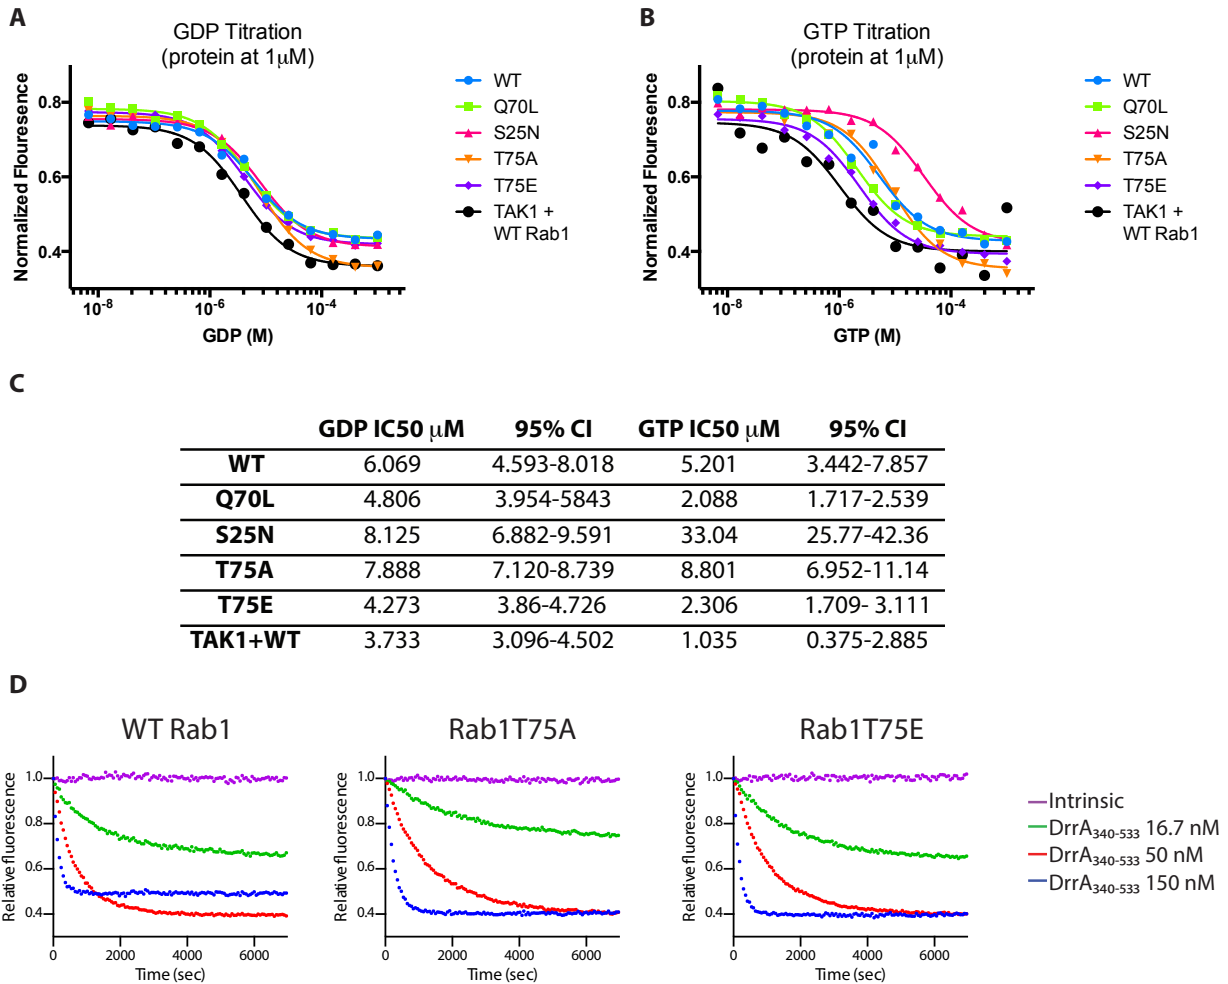 A
GDP Titration
(protein at 1μM)
Normalized Flourescence
0.8
0.6
0.4
10-8
10-6
10-4
GDP (M)
WT
Q70L
S25N
T75A
T75E
TAK1 +
WT Rab1
B
GTP Titration
(protein at 1μM)
Normalized Flourescence
0.8
0.6
0.4
10-8
10-6
10-4
GTP (M)
WT
Q70L
S25N
T75A
T75E
TAK1 +
WT Rab1
C
GDP IC50 μM 95% CI GTP IC50 μM 95% CI
WT 6.069 4.593-8.018 5.201 3.442-7.857
Q70L 4.806 3.954-5843 2.088 1.717-2.539
S25N 8.125 6.882-9.591 33.04 25.77-42.36
T75A 7.888 7.120-8.739 8.801 6.952-11.14
T75E 4.273 3.86-4.726 2.306 1.709- 3.111
TAK1+WT 3.733 3.096-4.502 1.035 0.375-2.885
D
WT Rab1
Relative fluorescence
1.0
0.8
0.6
0.4
0 2000 4000 6000
Time (sec)
Rab1T75A
Relative fluorescence
1.0
0.8
0.6
0.4
0 2000 4000 6000
Time (sec)
Rab1T75E
Relative fluorescence
1.0
0.8
0.6
0.4
0 2000 4000 6000
Time (sec)
Intrinsic
DrrA340-533 16.7 nM
DrrA340-533 50 nM
DrrA340-533 150 nM